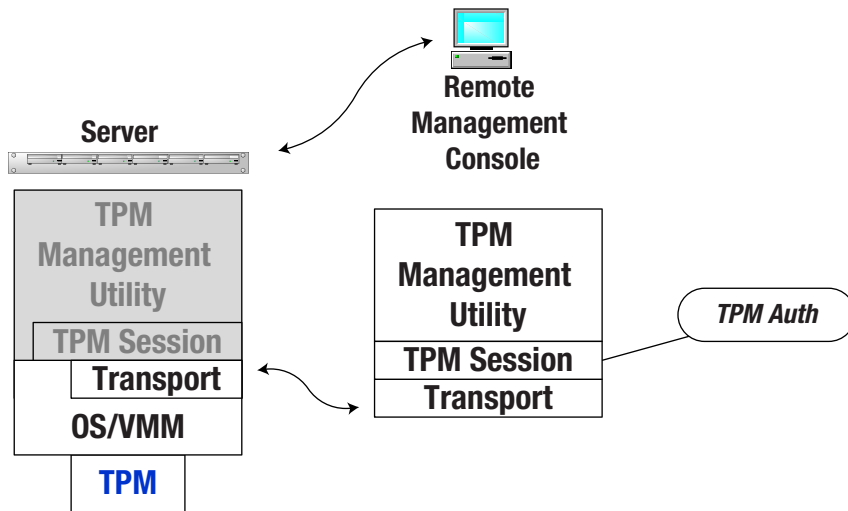 Remote
Management
Console
Server
TPM
Management
Utility
TPM Session
Transport
OS/VMM
TPM
TPM
Management
Utility
TPM Session
Transport
TPM Auth